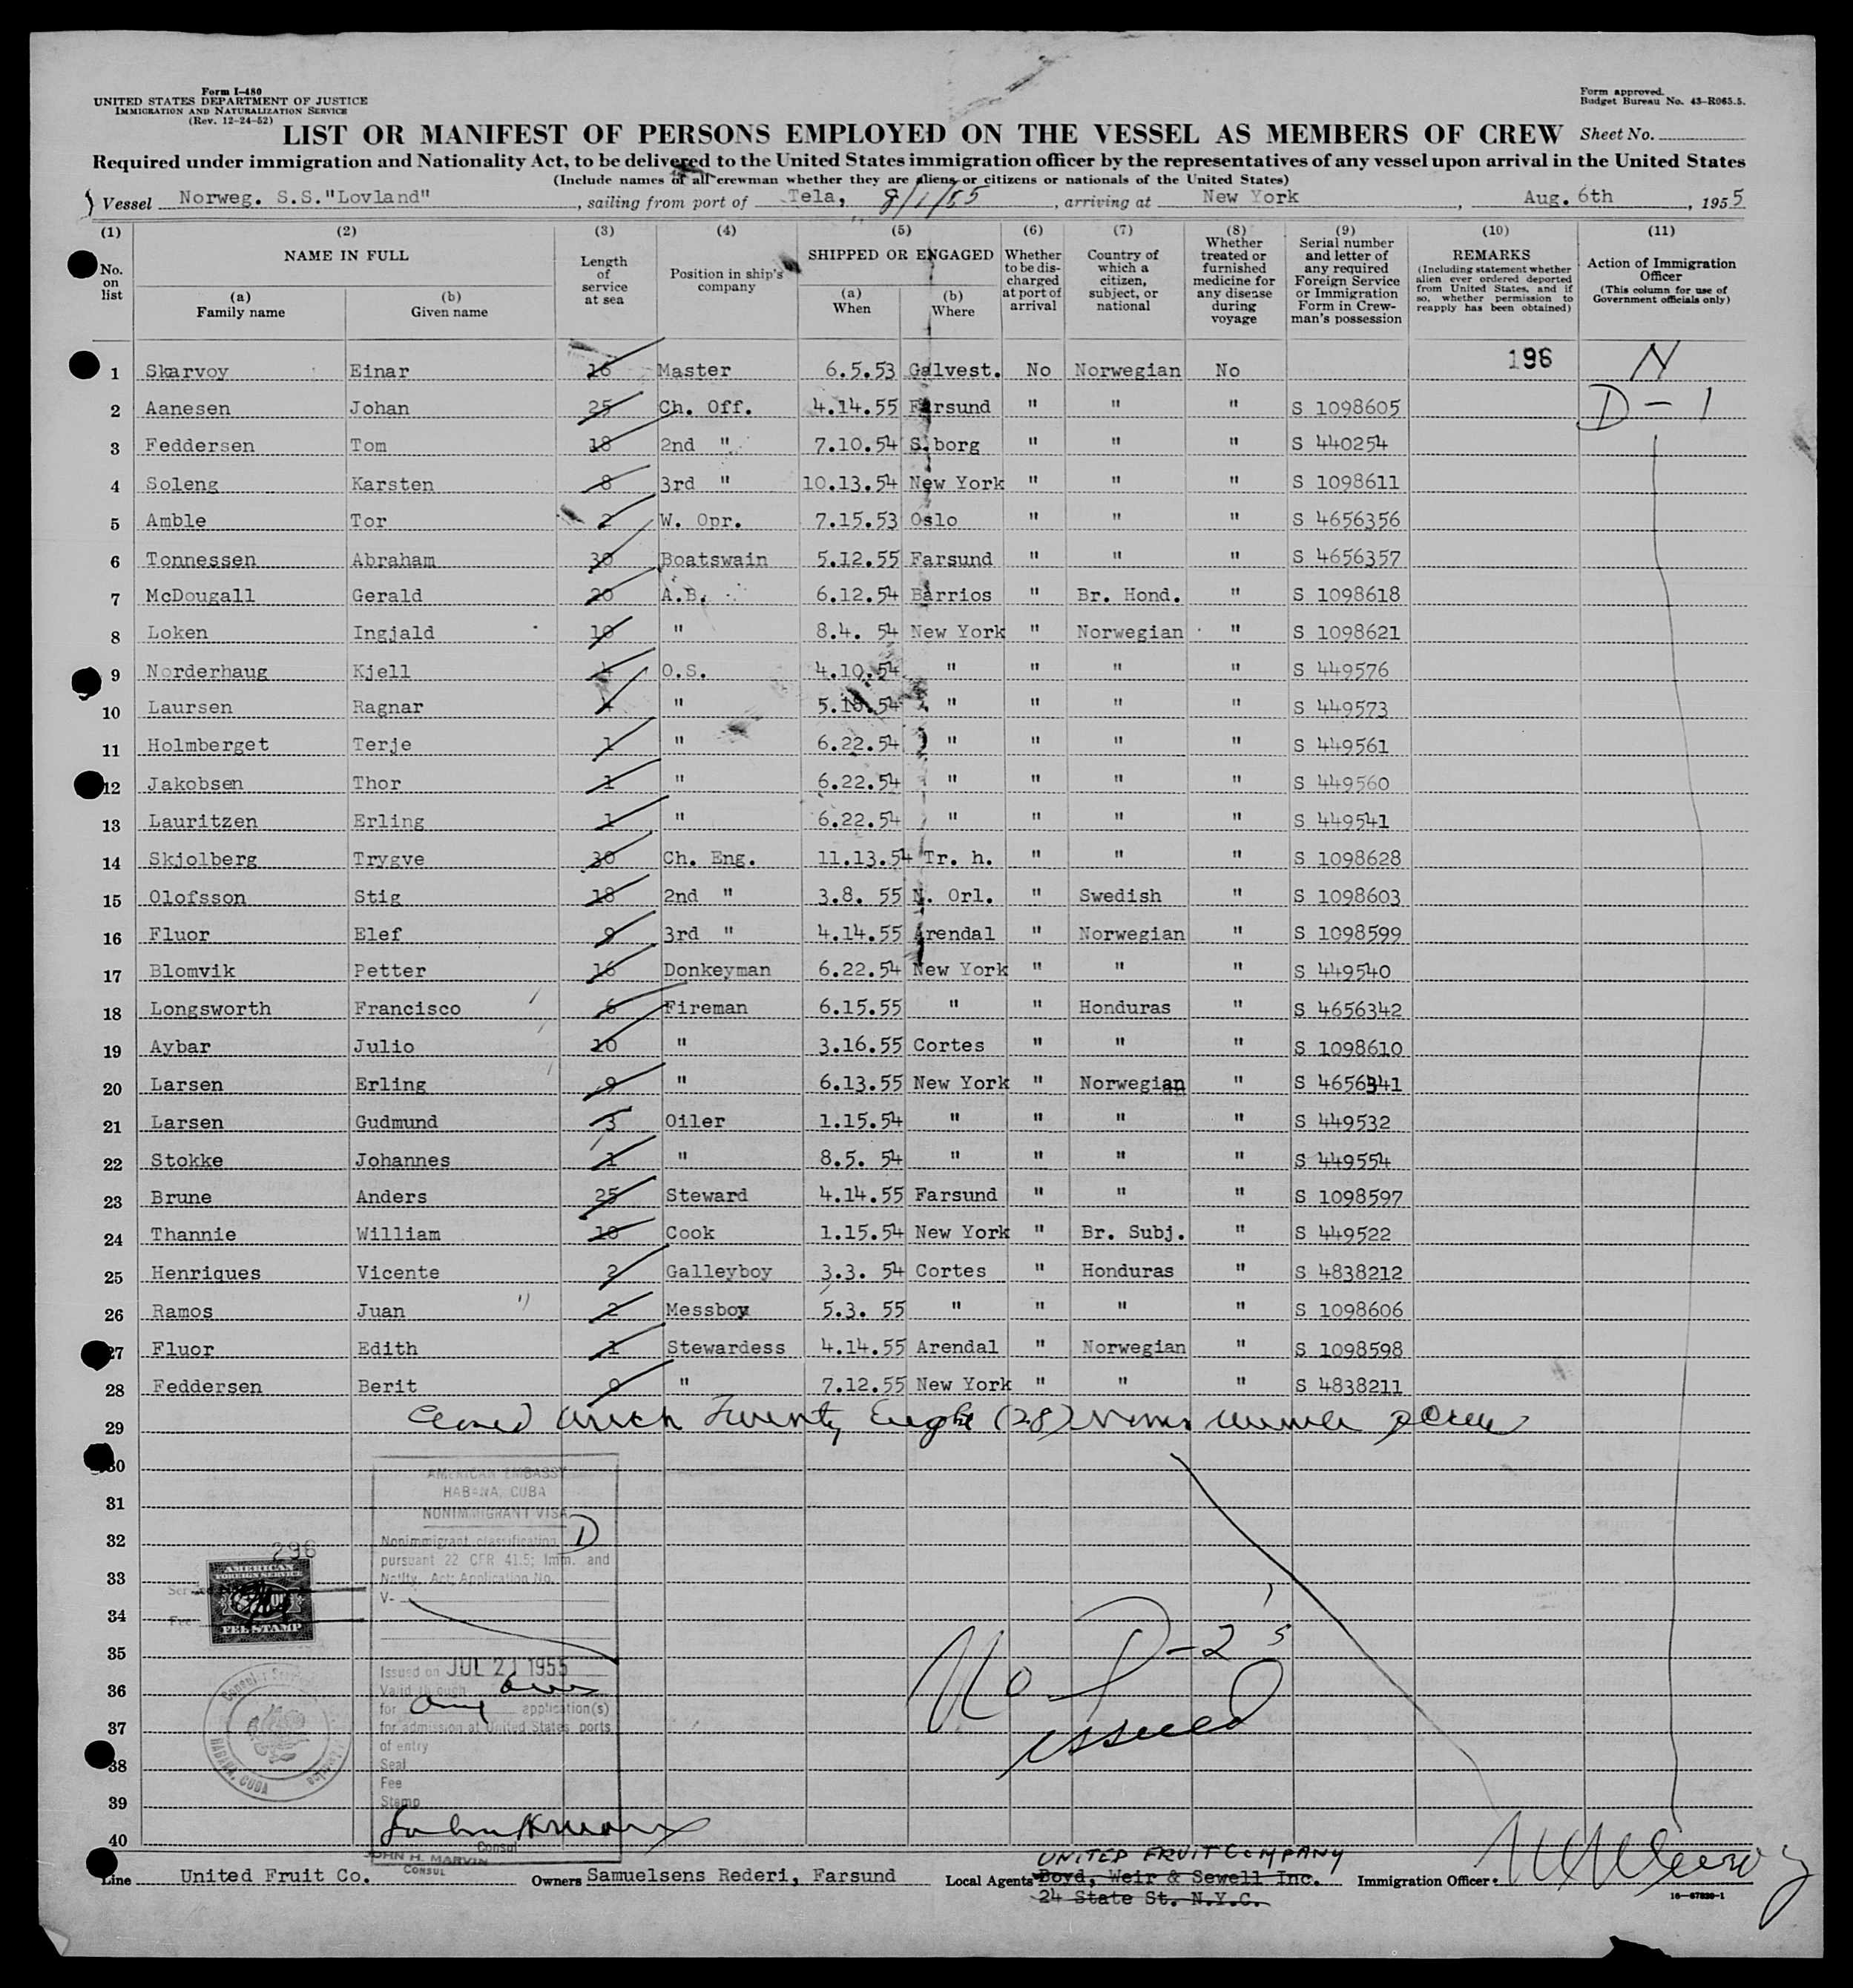 Form I-480
UNITED STATES DEPARTMENT OF JUSTICE
IMMIGRATION AND NATURALIZATION SERVICE
(Rev. 12-24-52)
Form approved.
Budget Bureau No. 43-R065.5.
LIST OR MANIFEST OF PERSONS EMPLOYED ON THE VESSEL AS MEMBERS OF CREW Sheet No.
Required under immigration and Nationality Act, to be delivered to the United States immigration officer by the representatives of any vessel upon arrival in the United States
(Include names of all crewman whether they are aliens or citizens or nationals of the United States)
Vessel Norweg. S.S."Lovland", sailing from port of Tela, 8/1/55, arriving at New York, Aug. 6th, 1955
(1) (2) (3) (4) (5) (6) (7) (8) (9) (10) (11)
No. on list
NAME IN FULL
(a) Family name
(b) Given name
Length of service at sea
Position in ship's company
SHIPPED OR ENGAGED
(a) When
(b) Where
Whether to be discharged at port of arrival
Country of which a citizen, subject, or national
Whether treated or furnished medicine for any disease during voyage
Serial number and letter of any required Foreign Service or Immigration Form in Crewman's possession
REMARKS
(Including statement whether alien ever ordered deported from United States, and if so, whether permission to reapply has been obtained)
Action of Immigration Officer
(This column for use of Government officials only)
1 Skarvoy Einar 16 Master 6.5.53 Galvest. No Norwegian No 196 N
2 Aanesen Johan 25 Ch. Off. 4.14.55 Farsund " " " S 1098605 D-1
3 Feddersen Tom 18 2nd " 7.10.54 S.borg " " " S 440254
4 Soleng Karsten 8 3rd " 10.13.54 New York " " " S 1098611
5 Amble Tor 2 W. Opr. 7.15.53 Oslo " " " S 4656356
6 Tonnessen Abraham 30 Boatswain 5.12.55 Farsund " " " S 4656357
7 McDougall Gerald 20 A.B. 6.12.54 Barrios " Br. Hond. " S 1098618
8 Loken Ingjald 10 " 8.4. 54 New York " Norwegian " S 1098621
9 Norderhaug Kjell O.S. 4.10.54 " " " " S 449576
10 Laursen Ragnar " 5.10.54 " " " " S 449573
11 Holmberget Terje 1 " 6.22.54 " " " " S 449561
12 Jakobsen Thor 1 " 6.22.54 " " " " S 449560
13 Lauritzen Erling 1 " 6.22.54 " " " " S 449541
14 Skjolberg Trygve 30 Ch. Eng. 11.13.54 Tr. h. " " " S 1098628
15 Olofsson Stig 18 2nd " 3.8. 55 N. Orl. " Swedish " S 1098603
16 Fluor Elef 9 3rd " 4.14.55 Arendal " Norwegian " S 1098599
17 Blomvik Petter 16 Donkeyman 6.22.54 New York " " " S 449540
18 Longsworth Francisco 6 Fireman 6.15.55 " " Honduras " S 4656342
19 Aybar Julio 10 " 3.16.55 Cortes " " " S 1098610
20 Larsen Erling 9 " 6.13.55 New York " Norwegian " S 4656341
21 Larsen Gudmund 3 Oiler 1.15.54 " " " " S 449532
22 Stokke Johannes 1 " 8.5. 54 " " " " S 449554
23 Brune Anders 25 Steward 4.14.55 Farsund " " " S 1098597
24 Thannie William 10 Cook 1.15.54 New York " Br. Subj. " S 449522
25 Henriques Vicente 2 Galleyboy 3.3. 54 Cortes " Honduras " S 4838212
26 Ramos Juan 2 Messboy 5.3. 55 " " " " S 1098606
27 Fluor Edith 1 Stewardess 4.14.55 Arendal " Norwegian " S 1098598
28 Feddersen Berit 0 " 7.12.55 New York " " " S 4838211
29 Closed with Twenty Eight (28) crew
30
31
32
33
34
35
36
37
38
39
40
AMERICAN EMBASSY
HABANA, CUBA
NONIMMIGRANT VISA
Nonimmigrant classification D
pursuant 22 CFR 41.5; Imm. and
Natlty. Act; Application No.
V-
Issued on JUL 21 1955
Valid through
for any application(s)
for admission at United States ports
of entry
Seal
Fee
Stamp
Consul
JOHN H. MARVIN
CONSUL
296
AMERICAN
FOREIGN SERVICE
FEE STAMP
HABANA, CUBA
No D-2's
issued
Line United Fruit Co. Owners Samuelsens Rederi, Farsund Local Agents UNITED FRUIT COMPANY
Boyd, Weir & Sewell Inc.
24 State St. N.Y.C.
Immigration Officer
16-67820-1